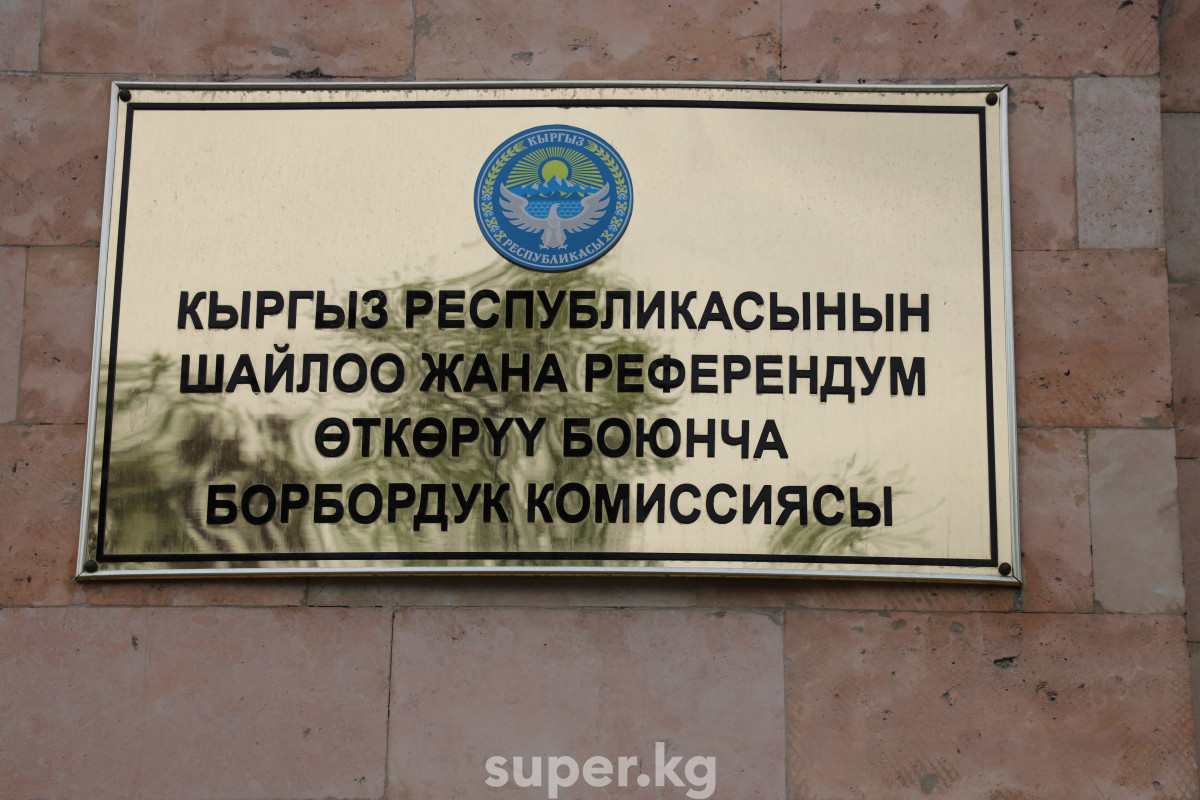 КЫРГЫЗ
РЕСПУБЛИКАСЫ
КЫРГЫЗ РЕСПУБЛИКАСЫНЫН
ШАЙЛОО ЖАНА РЕФЕРЕНДУМ
ӨТКӨРҮҮ БОЮНЧА
БОРБОРДУК КОМИССИЯСЫ
super.kg